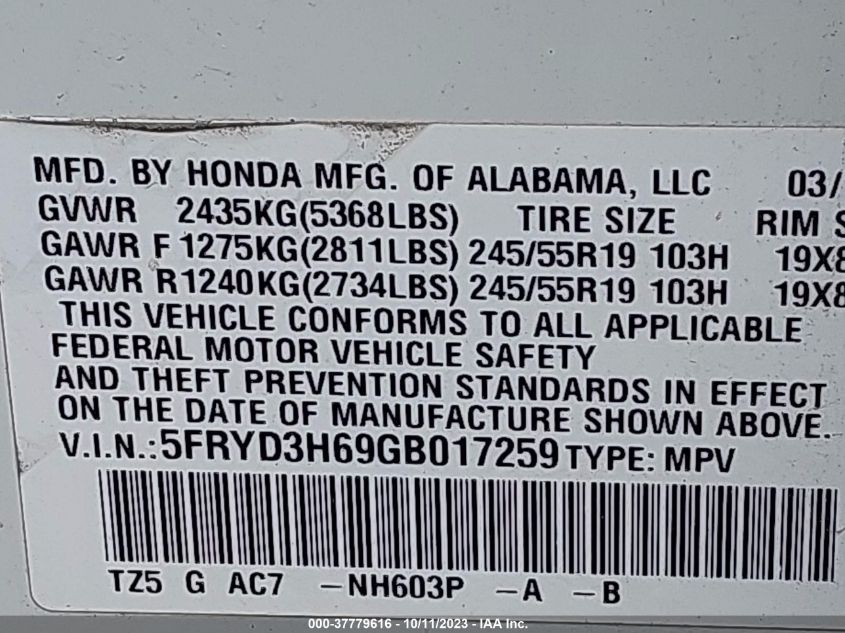 MFD. BY HONDA MFG. OF ALABAMA, LLC 03/
GVWR 2435KG(5368LBS) TIRE SIZE RIM S
GAWR F 1275KG(2811LBS) 245/55R19 103H 19X8
GAWR R 1240KG(2734LBS) 245/55R19 103H 19X8
THIS VEHICLE CONFORMS TO ALL APPLICABLE
FEDERAL MOTOR VEHICLE SAFETY
AND THEFT PREVENTION STANDARDS IN EFFECT
ON THE DATE OF MANUFACTURE SHOWN ABOVE.
V.I.N.:5FRYD3H69GB017259 TYPE: MPV
TZ5 G AC7 -NH603P -A -B
000-37779616 - 10/11/2023 - IAA Inc.